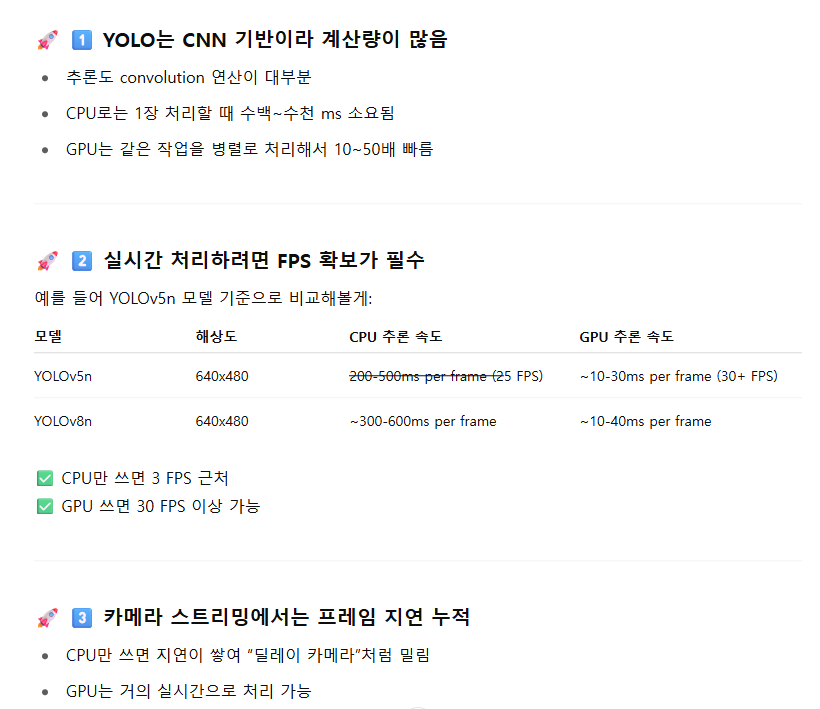 🚀 1️⃣ YOLO는 CNN 기반이라 계산량이 많음
• 추론도 convolution 연산이 대부분
• CPU로는 1장 처리할 때 수백~수천 ms 소요됨
• GPU는 같은 작업을 병렬로 처리해서 10~50배 빠름
🚀 2️⃣ 실시간 처리하려면 FPS 확보가 필수
예를 들어 YOLOv5n 모델 기준으로 비교해볼게:
모델 해상도 CPU 추론 속도 GPU 추론 속도
YOLOv5n 640x480 200-500ms per frame (25 FPS) ~10-30ms per frame (30+ FPS)
YOLOv8n 640x480 ~300-600ms per frame ~10-40ms per frame
✅ CPU만 쓰면 3 FPS 근처
✅ GPU 쓰면 30 FPS 이상 가능
🚀 3️⃣ 카메라 스트리밍에서는 프레임 지연 누적
• CPU만 쓰면 지연이 쌓여 “딜레이 카메라”처럼 밀림
• GPU는 거의 실시간으로 처리 가능